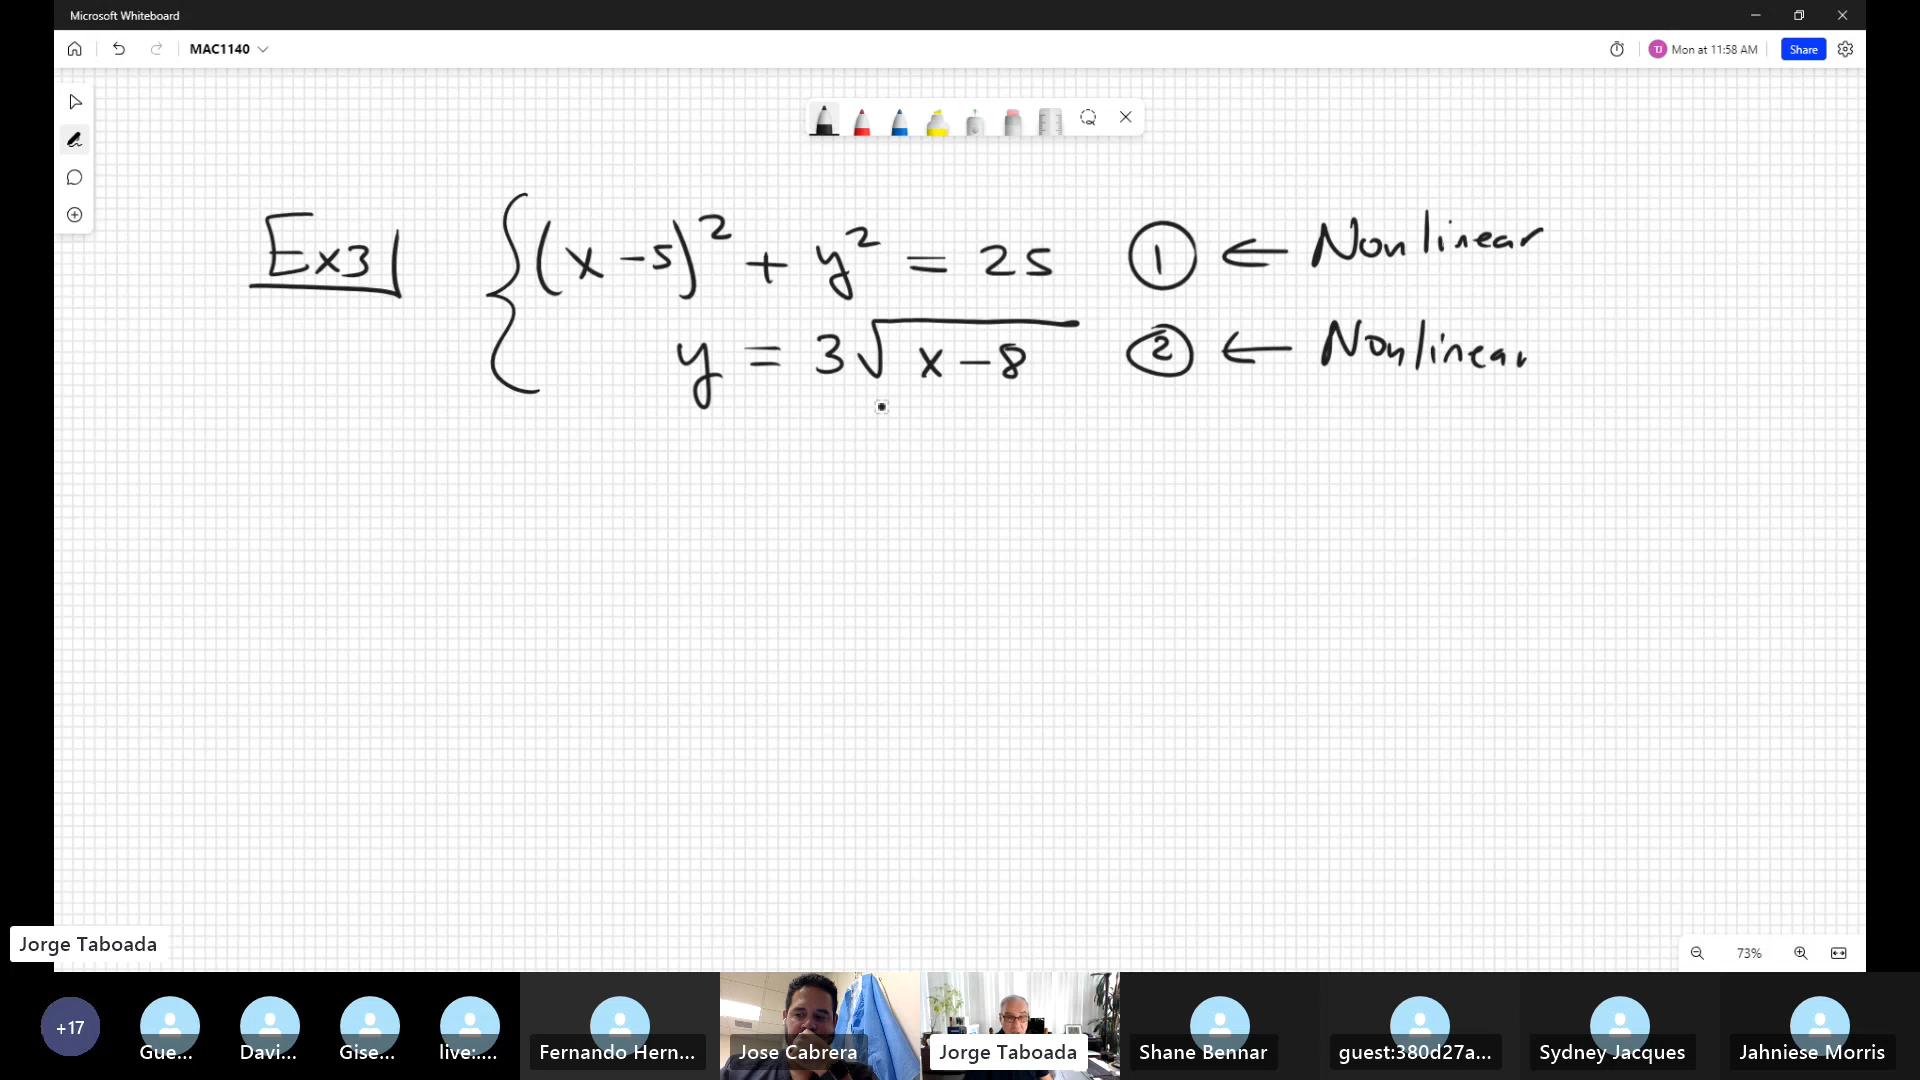 Microsoft Whiteboard
MAC1140
TJ Mon at 11:58 AM Share
Ex3 { (x-5)² + y² = 25 ① ← Nonlinear
y = 3√(x-8) ② ← Nonlinear
73%
Jorge Taboada
+17
Gue...
Davi...
Gise...
live:....
Fernando Hern...
Jose Cabrera
Jorge Taboada
Shane Bennar
guest:380d27a...
Sydney Jacques
Jahniese Morris